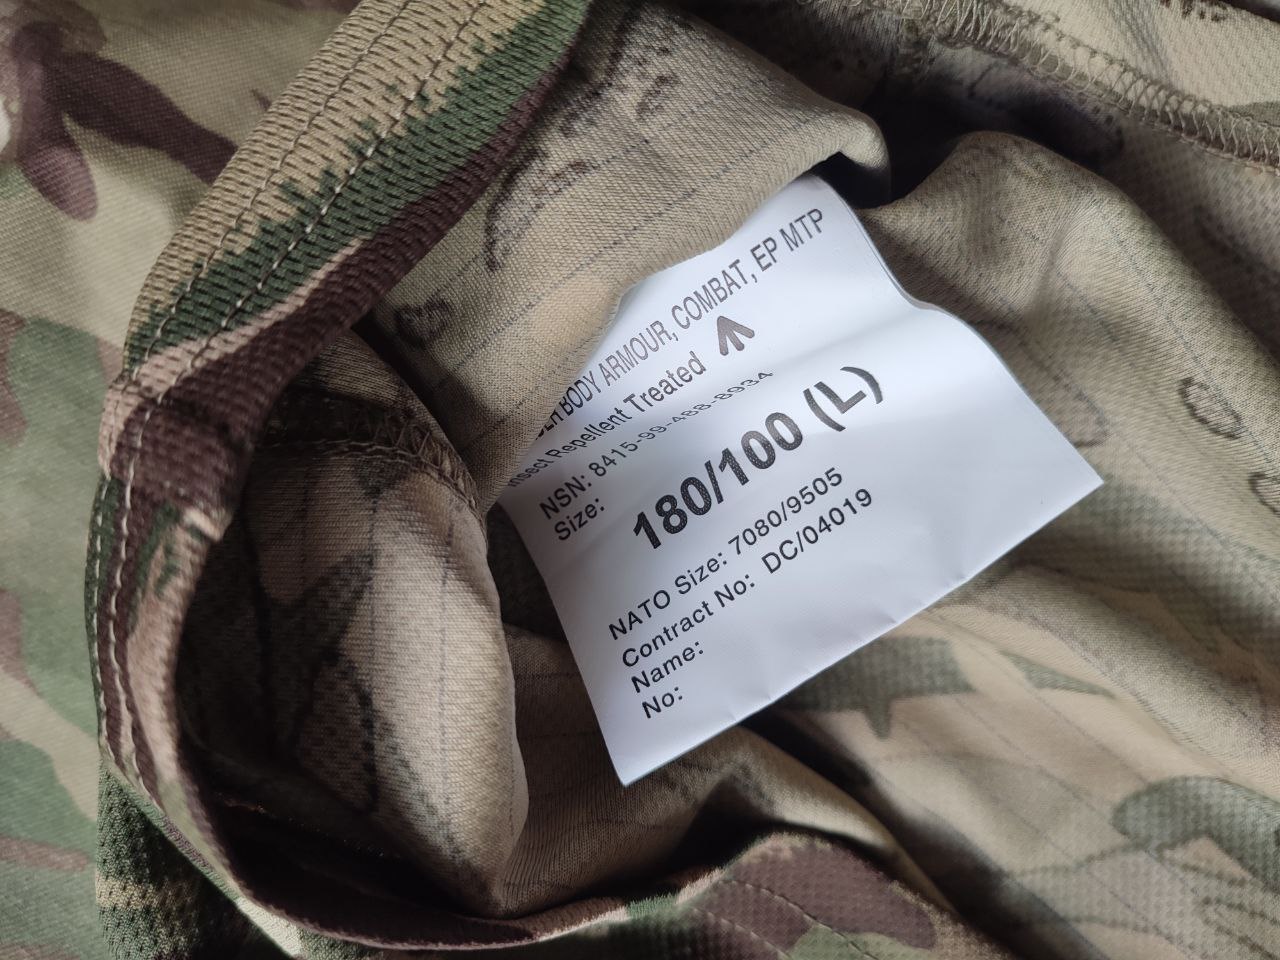 BODY ARMOUR, COMBAT, EP MTP
Insect Repellent Treated
NSN: 8415-99-488-8934
Size:
180/100 (L)
NATO Size: 7080/9505
Contract No: DC/04019
Name:
No: